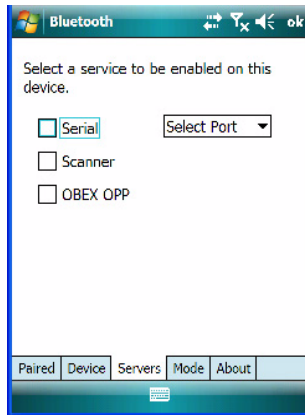 Bluetooth ok
Select a service to be enabled on this
device.
Serial Select Port
Scanner
OBEX OPP
Paired Device Servers Mode About